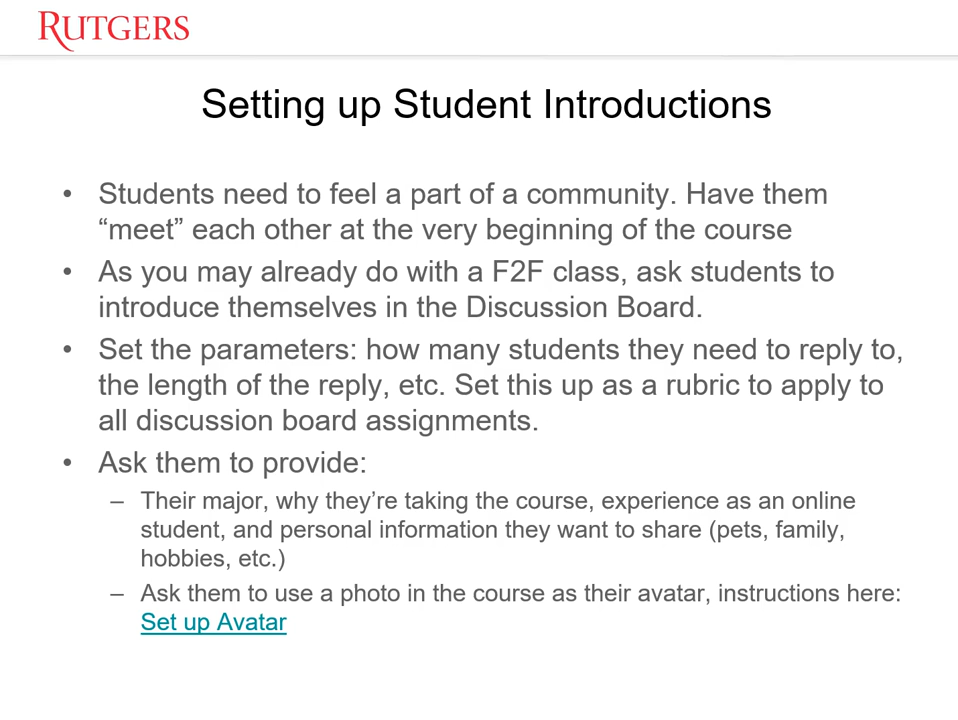 RUTGERS
Setting up Student Introductions
• Students need to feel a part of a community. Have them
“meet” each other at the very beginning of the course
• As you may already do with a F2F class, ask students to
introduce themselves in the Discussion Board.
• Set the parameters: how many students they need to reply to,
the length of the reply, etc. Set this up as a rubric to apply to
all discussion board assignments.
• Ask them to provide:
– Their major, why they’re taking the course, experience as an online
student, and personal information they want to share (pets, family,
hobbies, etc.)
– Ask them to use a photo in the course as their avatar, instructions here:
Set up Avatar